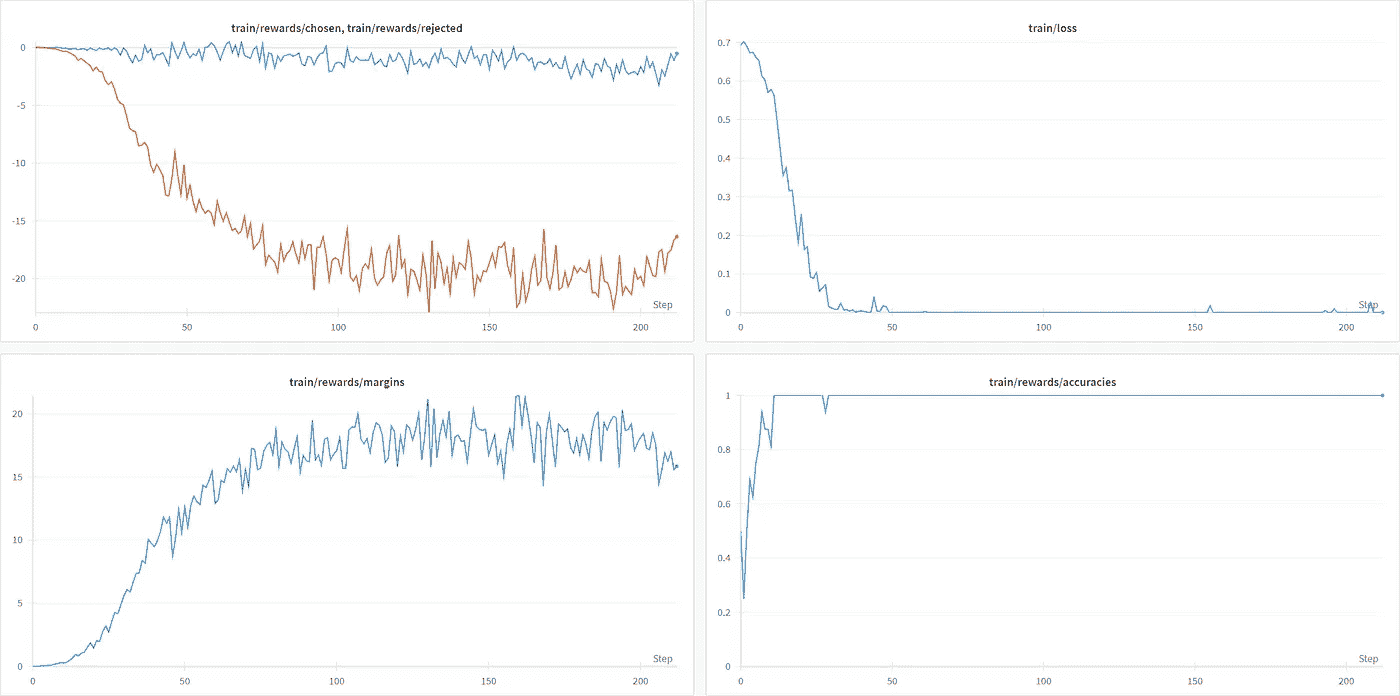 train/rewards/chosen, train/rewards/rejected
0
-5
-10
-15
-20
Step
0 50 100 150 200
train/loss
0.7
0.6
0.5
0.4
0.3
0.2
0.1
0
Step
0 50 100 150 200
train/rewards/margins
20
15
10
5
0
Step
0 50 100 150 200
train/rewards/accuracies
1
0.8
0.6
0.4
0.2
0
Step
0 50 100 150 200